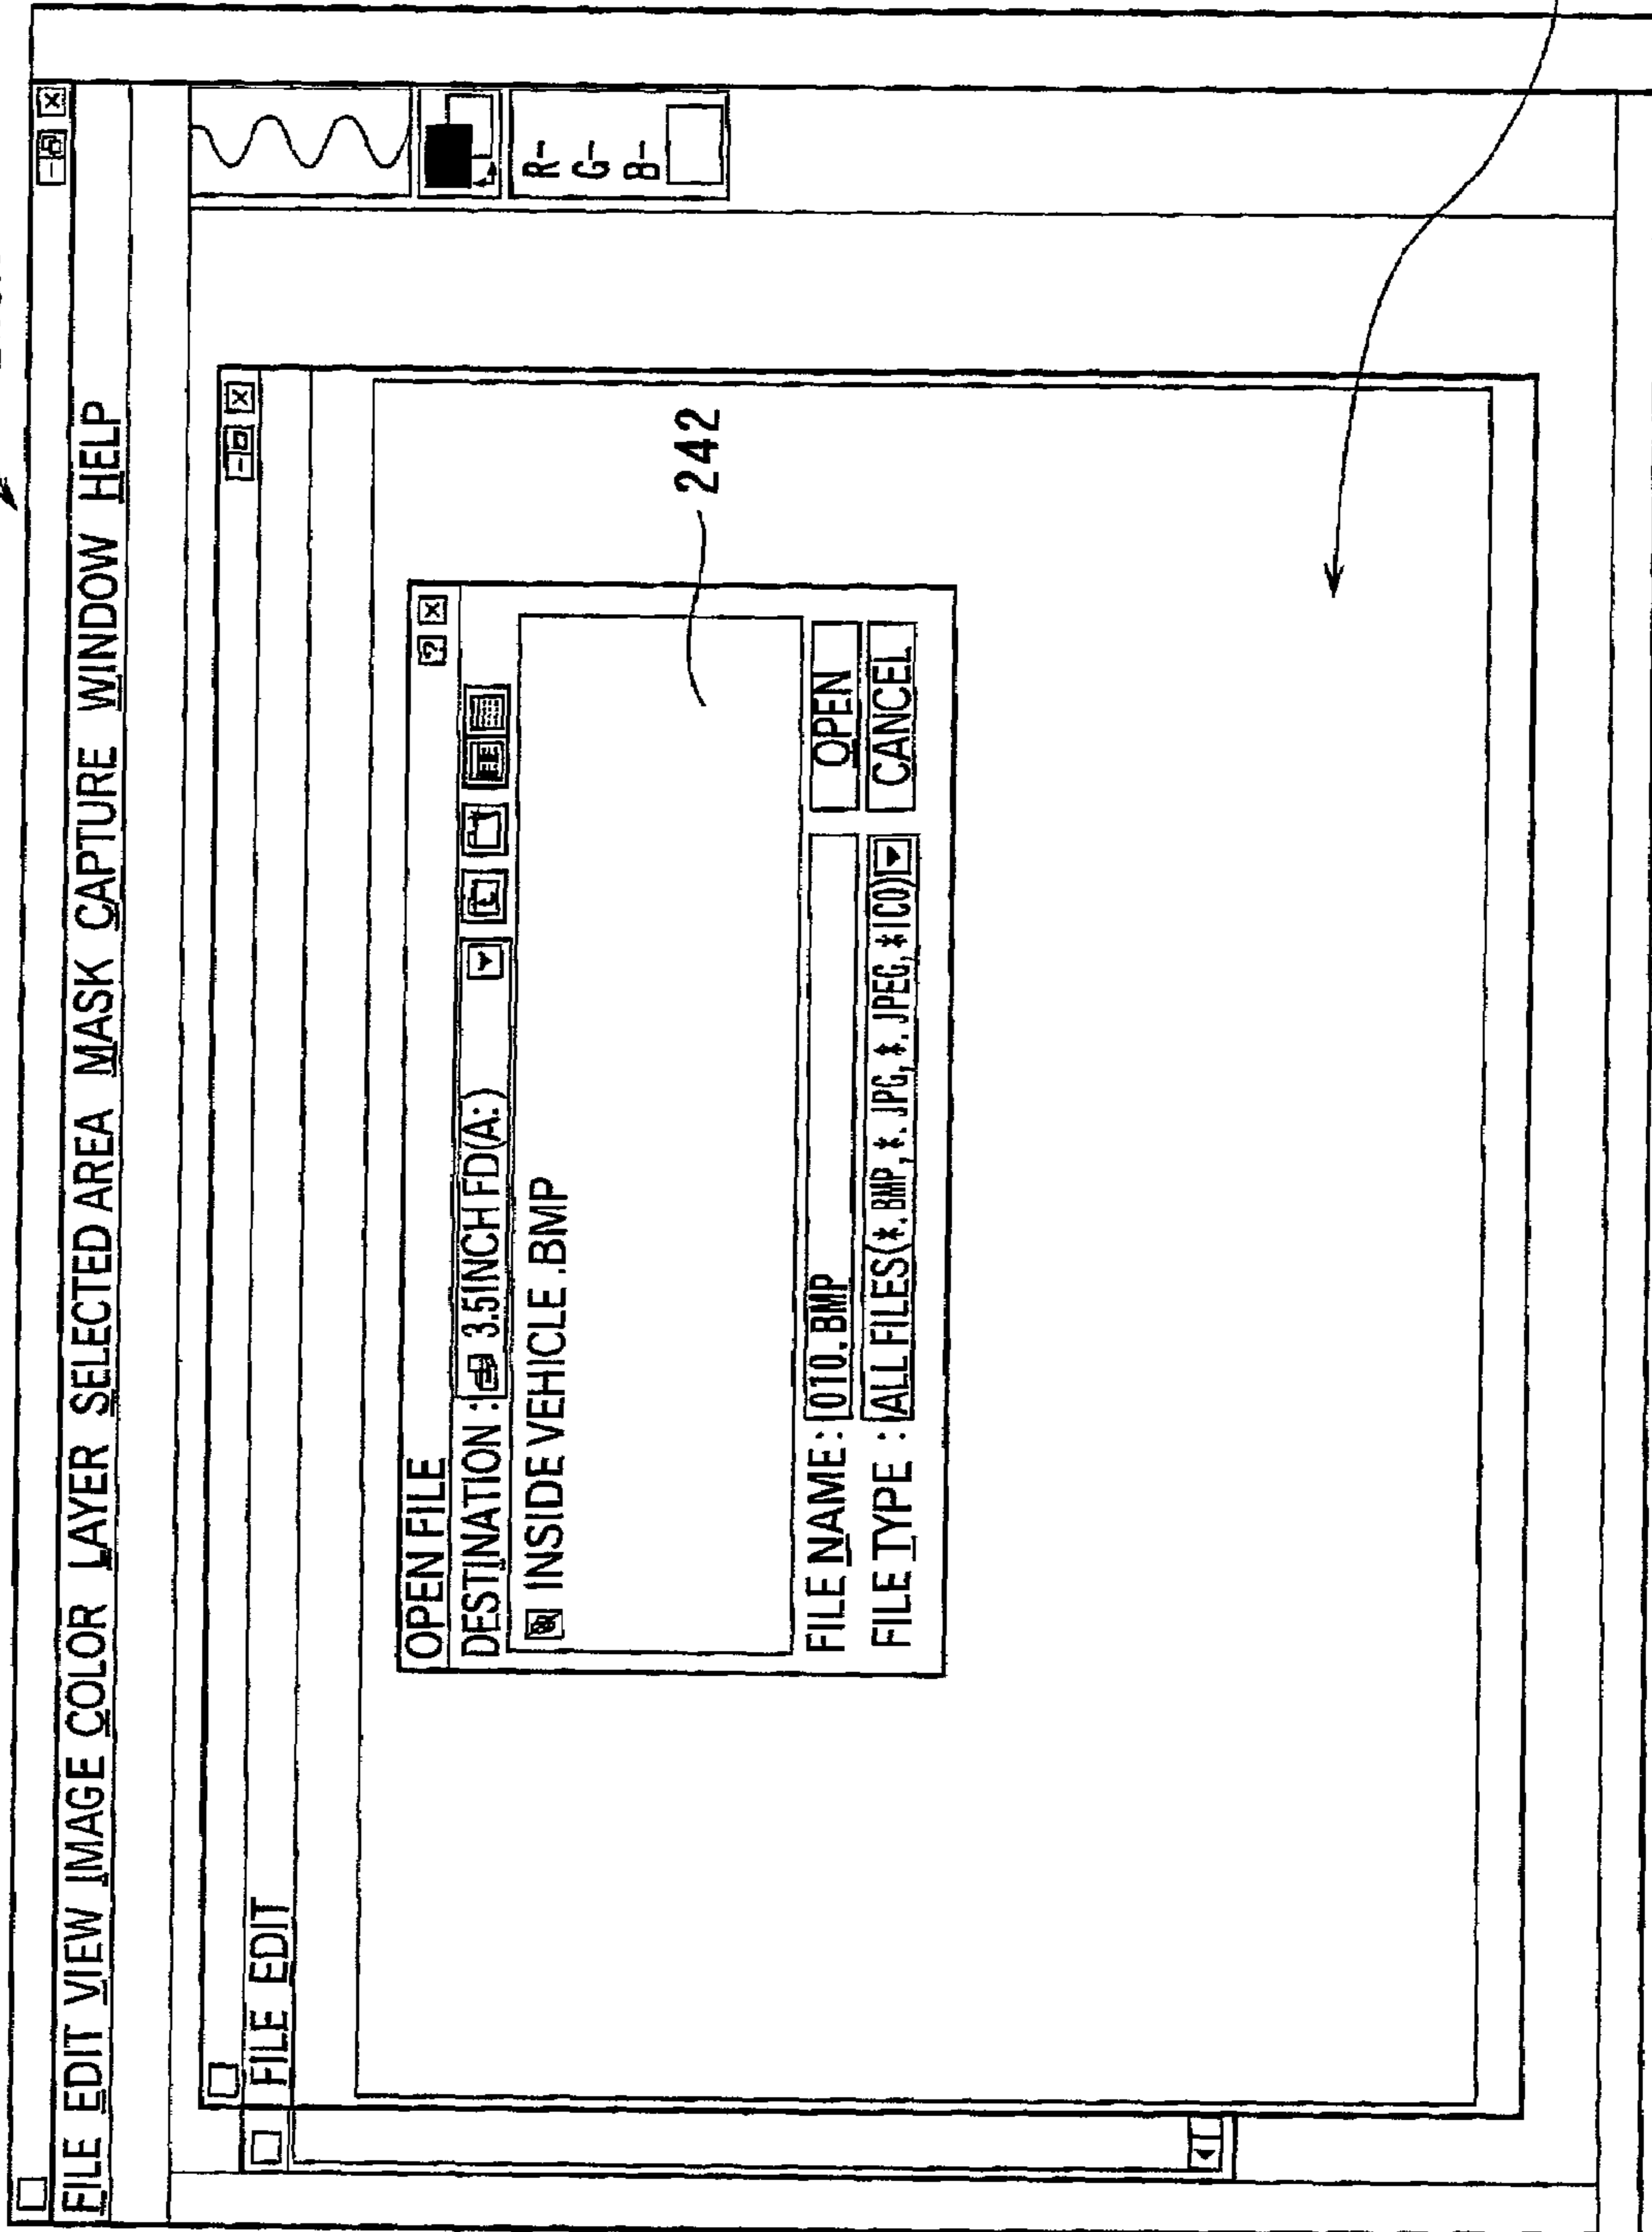 FILE EDIT VIEW IMAGE COLOR LAYER SELECTED AREA MASK CAPTURE WINDOW HELP
R-
G-
B-
FILE EDIT
OPEN FILE
DESTINATION : 3.5INCH FD(A:)
INSIDE VEHICLE .BMP
242
FILE NAME : 010.BMP OPEN
FILE TYPE : ALL FILES(*.BMP,*.JPG,*.JPEG,*ICO) CANCEL